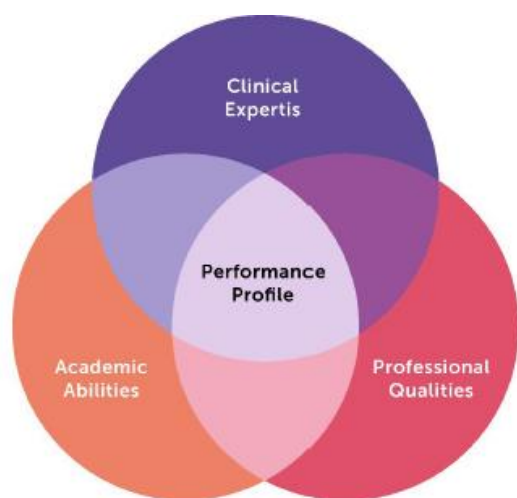 Clinical
Expertis
Performance
Profile
Academic
Abilities
Professional
Qualities